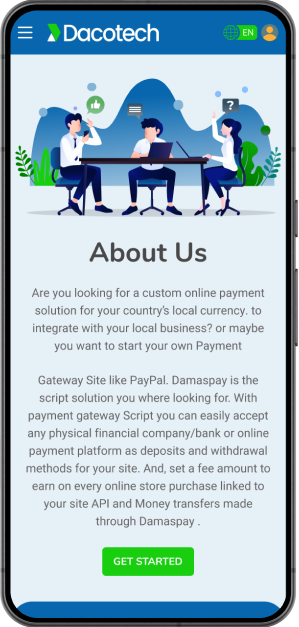 Dacotech
EN
?
About Us
Are you looking for a custom online payment
solution for your country's local currency. to
integrate with your local business? or maybe
you want to start your own Payment
Gateway Site like PayPal. Damaspay is the
script solution you where looking for. With
payment gateway Script you can easily accept
any physical financial company/bank or online
payment platform as deposits and withdrawal
methods for your site. And, set a fee amount to
earn on every online store purchase linked to
your site API and Money transfers made
through Damaspay .
GET STARTED